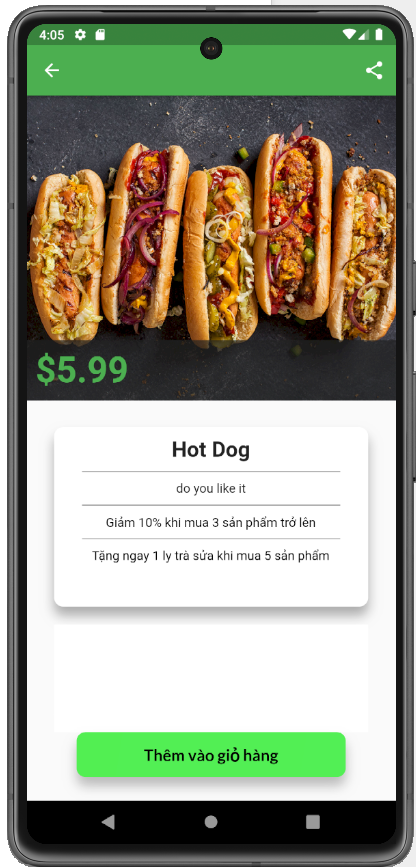 4:05
$5.99
Hot Dog
do you like it
Giảm 10% khi mua 3 sản phẩm trở lên
Tặng ngay 1 ly trà sửa khi mua 5 sản phẩm
Thêm vào giỏ hàng